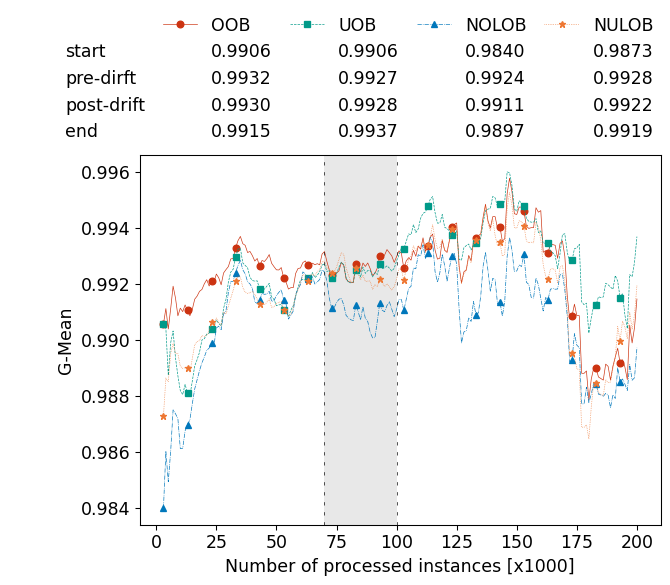 OOB UOB NOLOB NULOB
start 0.9906 0.9906 0.9840 0.9873
pre-dirft 0.9932 0.9927 0.9924 0.9928
post-drift 0.9930 0.9928 0.9911 0.9922
end 0.9915 0.9937 0.9897 0.9919
0.996
0.994
0.992
0.990
0.988
0.986
0.984
G-Mean
0 25 50 75 100 125 150 175 200
Number of processed instances [x1000]